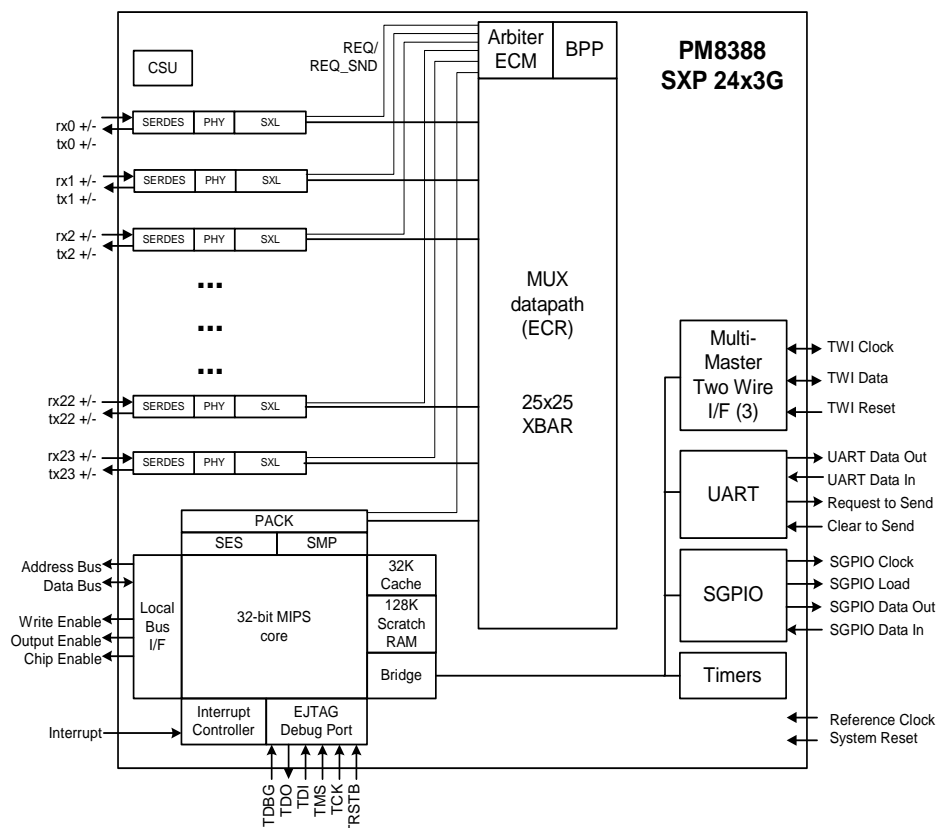 PM8388
SXP 24x3G
CSU
REQ/
REQ_SND
Arbiter
ECM
BPP
rx0 +/-
tx0 +/-
SERDES PHY SXL
rx1 +/-
tx1 +/-
SERDES PHY SXL
rx2 +/-
tx2 +/-
SERDES PHY SXL
...
...
...
rx22 +/-
tx22 +/-
SERDES PHY SXL
rx23 +/-
tx23 +/-
SERDES PHY SXL
MUX
datapath
(ECR)
25x25
XBAR
Multi-
Master
Two Wire
I/F (3)
TWI Clock
TWI Data
TWI Reset
UART
UART Data Out
UART Data In
Request to Send
Clear to Send
SGPIO
SGPIO Clock
SGPIO Load
SGPIO Data Out
SGPIO Data In
Timers
Reference Clock
System Reset
PACK
SES
SMP
Address Bus
Data Bus
Write Enable
Output Enable
Chip Enable
Local
Bus
I/F
32-bit MIPS
core
32K
Cache
128K
Scratch
RAM
Bridge
Interrupt
Interrupt
Controller
EJTAG
Debug Port
TDBG
TDO
TDI
TMS
TCK
TRSTB